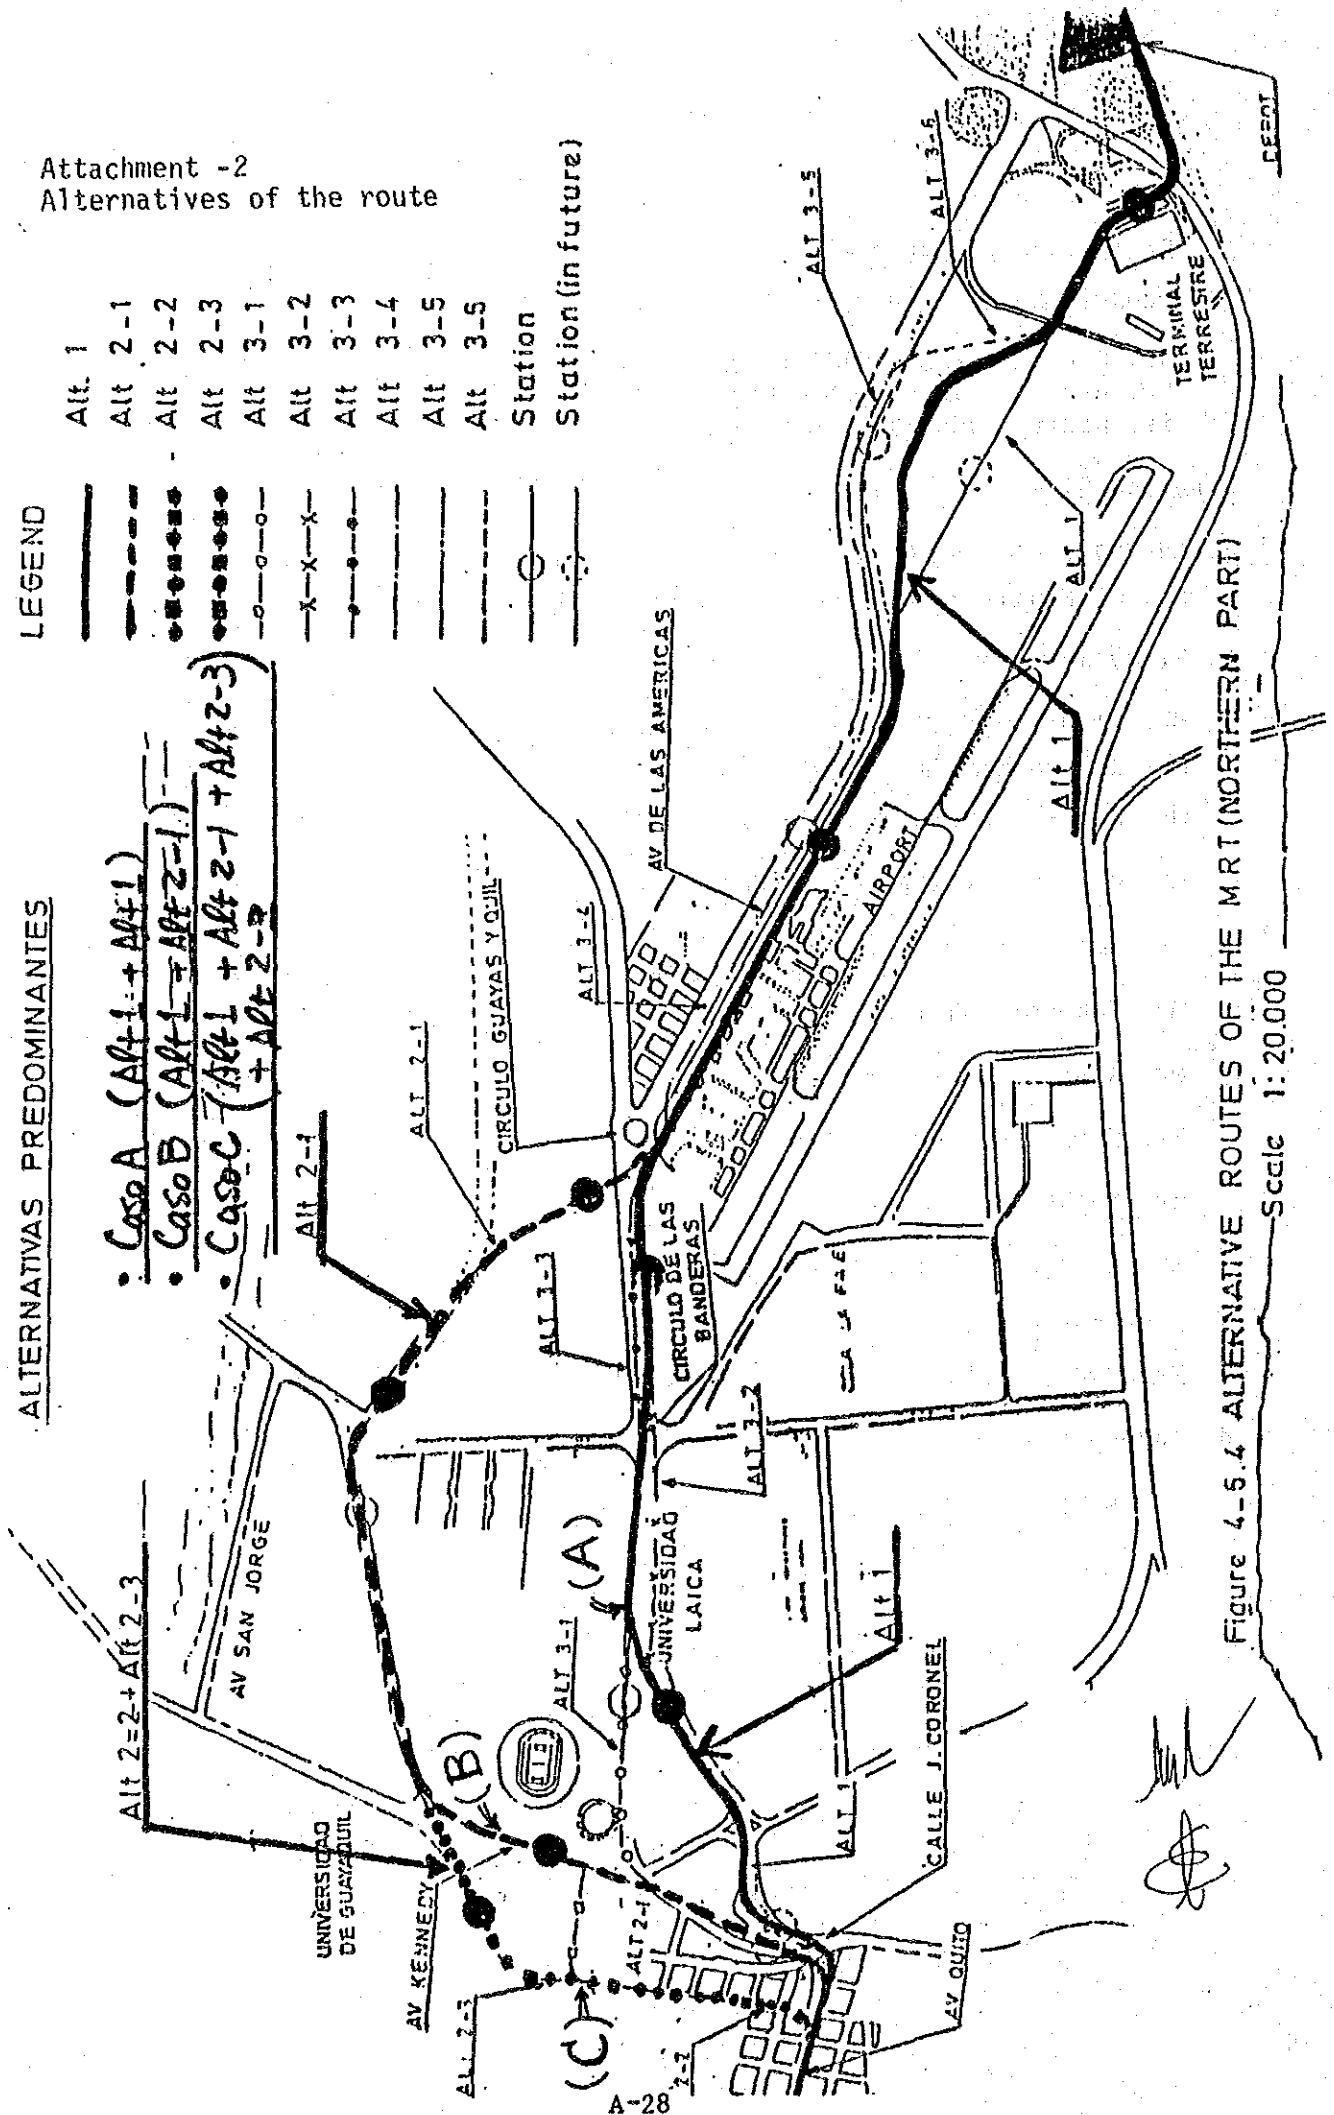 Attachment -2
Alternatives of the route
LEGEND
Alt. 1
Alt 2-1
- Alt 2-2
Alt 2-3
Alt 3-1
Alt 3-2
Alt 3-3
Alt 3-4
Alt 3-5
Alt 3-5
Station
Station (in future)
ALTERNATIVAS PREDOMINANTES
• Caso A (Alt 1 + Alt 1)
• Caso B (Alt 1 + Alt 2-1)
• Caso C (Alt 1 + Alt 2-1 + Alt 2-3)
+ Alt 2-
Alt 2-1
ALT 2-1
CIRCULO GUAYAS Y QUIL
ALT 3-4
AV DE LAS AMERICAS
ALT 3-5
ALT 3-6
DEPOT
TERMINAL
TERRESTRE
ALT 1
Alt 1
AIRPORT
ALT 3-3
CIRCULO DE LAS
BANDERAS
ALT 3-2
Alt 2=2+Alt 2-3
AV SAN JORGE
(A)
UNIVERSIDAD
LAICA
ALT 3-1
Alt 1
(B)
UNIVERSIDAD
DE GUAYAQUIL
AV KENNEDY
ALT 2-1
ALT 1
CALLE J. CORONEL
AV QUITO
ALT 2-3
(C)
2-2
Figure 4-5.4 ALTERNATIVE ROUTES OF THE MRT (NORTHERN PART)
Scale 1:20.000
A-28